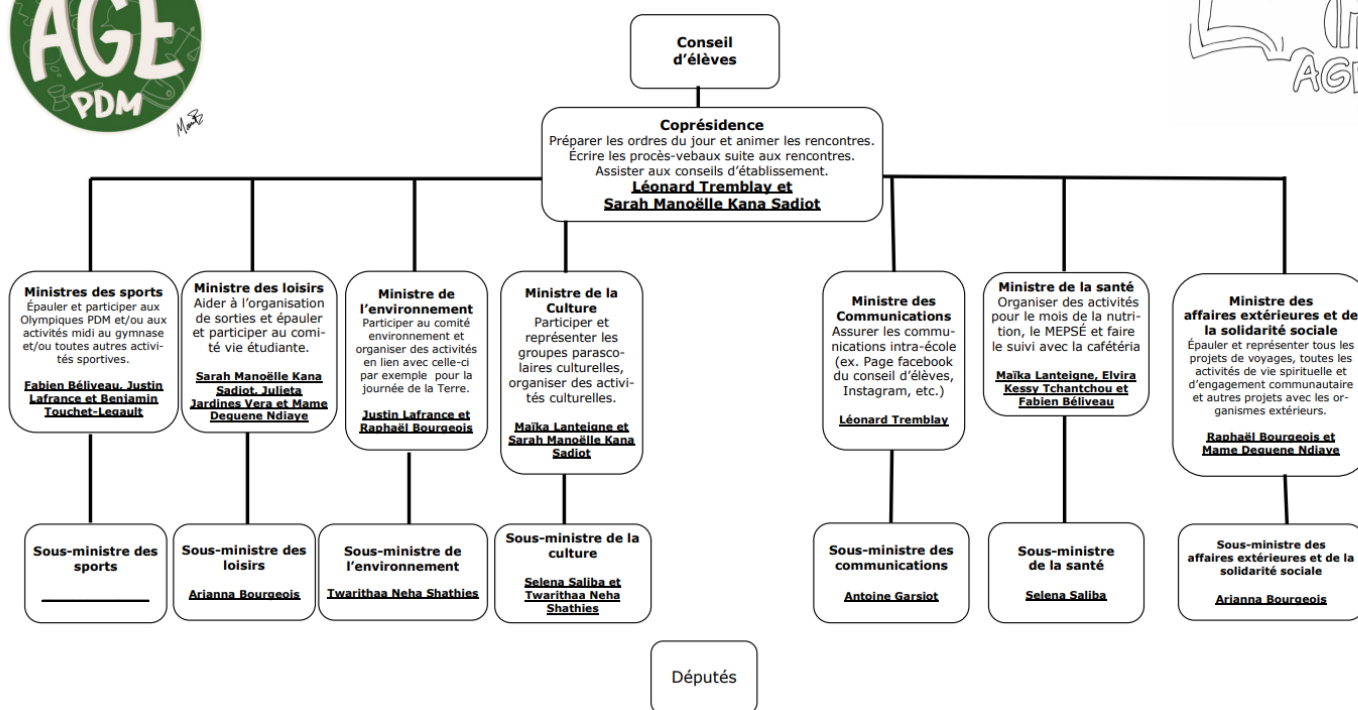 AGE
PDM
AGE
Conseil
d’élèves
Coprésidence
Préparer les ordres du jour et animer les rencontres.
Écrire les procès-vebaux suite aux rencontres.
Assister aux conseils d’établissement.
Léonard Tremblay et
Sarah Manoëlle Kana Sadiot
Ministres des sports
Épauler et participer aux
Olympiques PDM et/ou aux
activités midi au gymnase
et/ou toutes autres activi-
tés sportives.
Fabien Béliveau, Justin
Lafrance et Benjamin
Touchet-Legault
Ministre des loisirs
Aider à l’organisation
de sorties et épauler
et participer au comi-
té vie étudiante.
Sarah Manoëlle Kana
Sadiot, Julieta
Jardines Vera et Mame
Deguene Ndiaye
Ministre de
l’environnement
Participer au comité
environnement et
organiser des activités
en lien avec celle-ci
par exemple pour la
journée de la Terre.
Justin Lafrance et
Raphaël Bourgeois
Ministre de la
Culture
Participer et
représenter les
groupes parasco-
laires culturelles,
organiser des activi-
tés culturelles.
Maïka Lanteigne et
Sarah Manoëlle Kana
Sadiot
Ministre des
Communications
Assurer les commu-
nications intra-école
(ex. Page facebook
du conseil d’élèves,
Instagram, etc.)
Léonard Tremblay
Ministre de la santé
Organiser des activités
pour le mois de la nutri-
tion, le MEPSÉ et faire
le suivi avec la cafétéria
Maïka Lanteigne, Elvira
Kessy Tchantchou et
Fabien Béliveau
Ministre des
affaires extérieures et de
la solidarité sociale
Épauler et représenter tous les
projets de voyages, toutes les
activités de vie spirituelle et
d’engagement communautaire
et autres projets avec les or-
ganismes extérieurs.
Raphaël Bourgeois et
Mame Deguene Ndiaye
Sous-ministre des
sports
Sous-ministre des
loisirs
Arianna Bourgeois
Sous-ministre de
l’environnement
Twarithaa Neha Shathies
Sous-ministre de la
culture
Selena Saliba et
Twarithaa Neha
Shathies
Sous-ministre des
communications
Antoine Garsiot
Sous-ministre
de la santé
Selena Saliba
Sous-ministre des
affaires extérieures et de la
solidarité sociale
Arianna Bourgeois
Députés